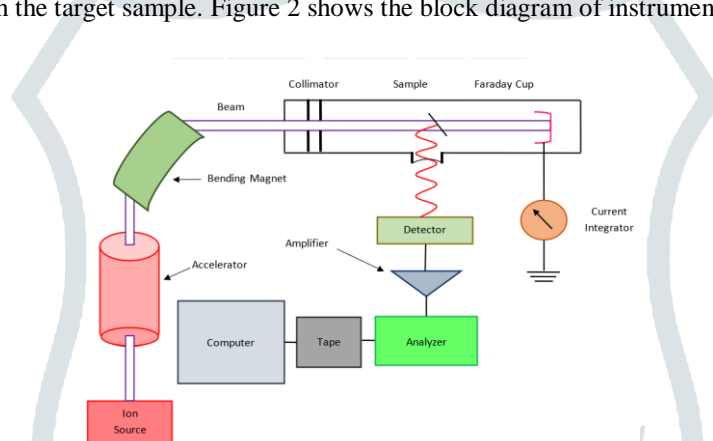 n the target sample. Figure 2 shows the block diagram of instrumen
Collimator Sample Faraday Cup
Beam
Bending Magnet
Current
Integrator
Detector
Amplifier
Accelerator
Computer
Tape
Analyzer
Ion
Source